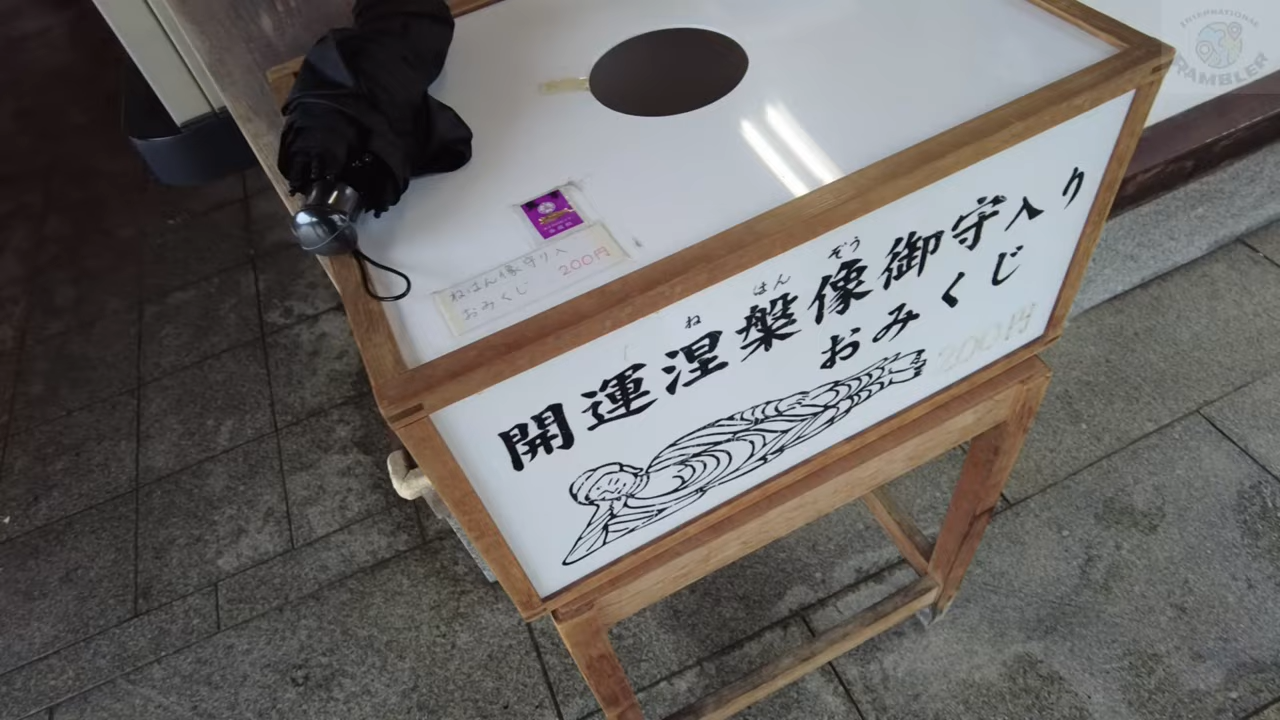 INTERNATIONAL
RAMBLER
ねはん像守り入
おみくじ 200円
ね はん ぞう
開運涅槃像御守入り
おみくじ
200円